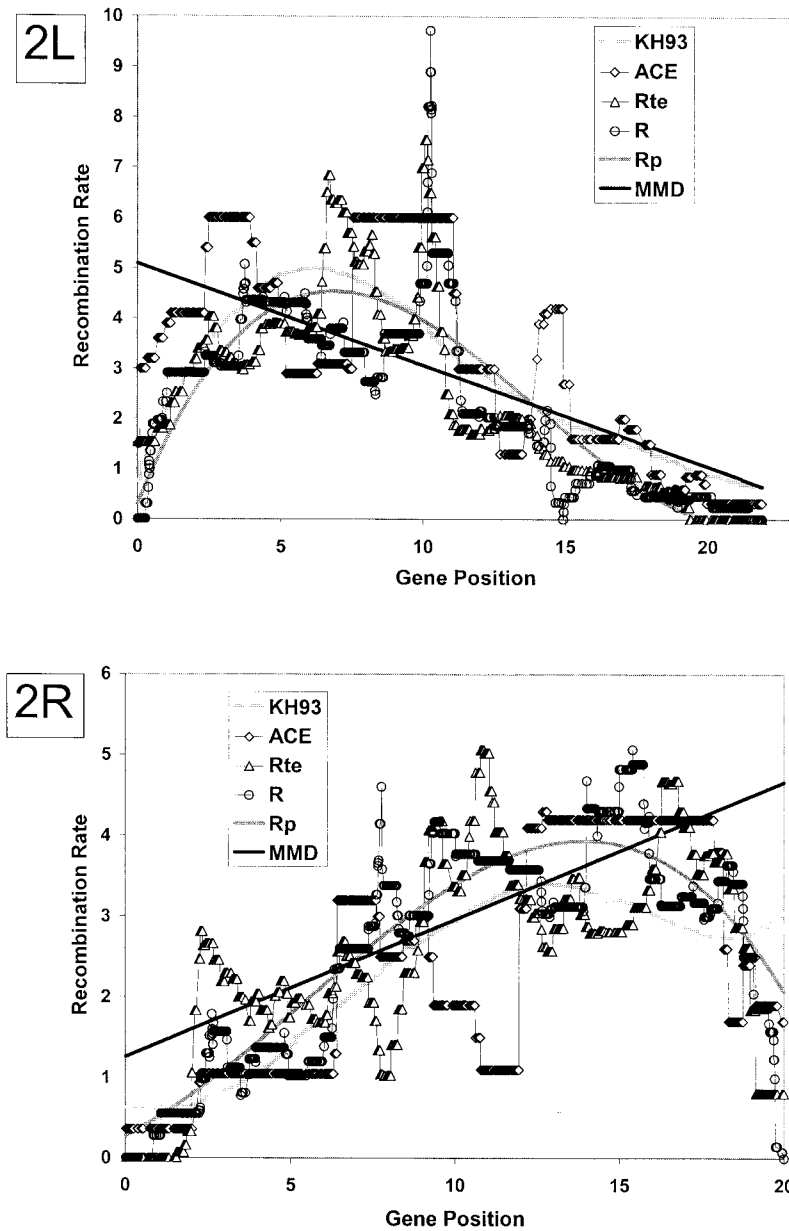 2L
10
9
8
7
6
5
4
3
2
1
0
Recombination Rate
KH93
ACE
Rte
R
Rp
MMD
0 5 10 15 20
Gene Position
2R
6
5
4
3
2
1
0
Recombination Rate
KH93
ACE
Rte
R
Rp
MMD
0 5 10 15 20
Gene Position